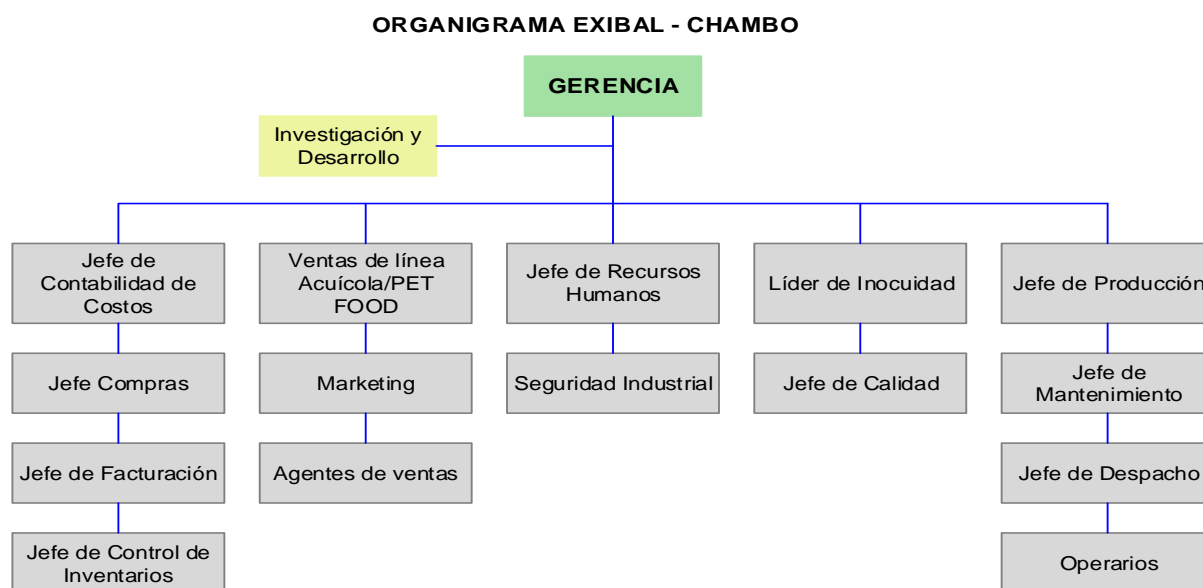 ORGANIGRAMA EXIBAL - CHAMBO
GERENCIA
Investigación y
Desarrollo
Jefe de
Contabilidad de
Costos
Ventas de línea
Acuícola/PET
FOOD
Jefe de Recursos
Humanos
Líder de Inocuidad
Jefe de Producción
Jefe Compras
Marketing
Seguridad Industrial
Jefe de Calidad
Jefe de
Mantenimiento
Jefe de Facturación
Agentes de ventas
Jefe de Despacho
Jefe de Control de
Inventarios
Operarios